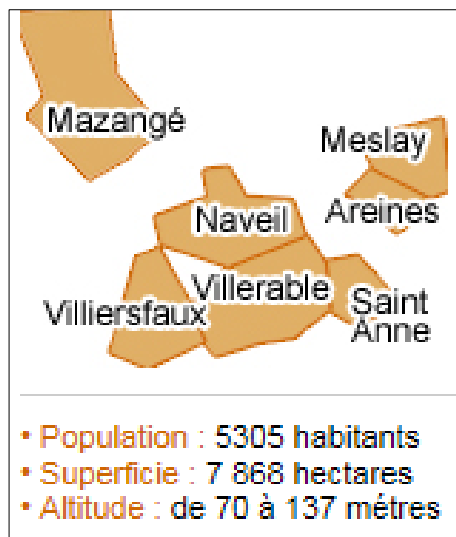 Mazangé
Meslay
Areines
Naveil
Villerable
Villiersfaux
Saint
Anne
• Population : 5305 habitants
• Superficie : 7 868 hectares
• Altitude : de 70 à 137 métres